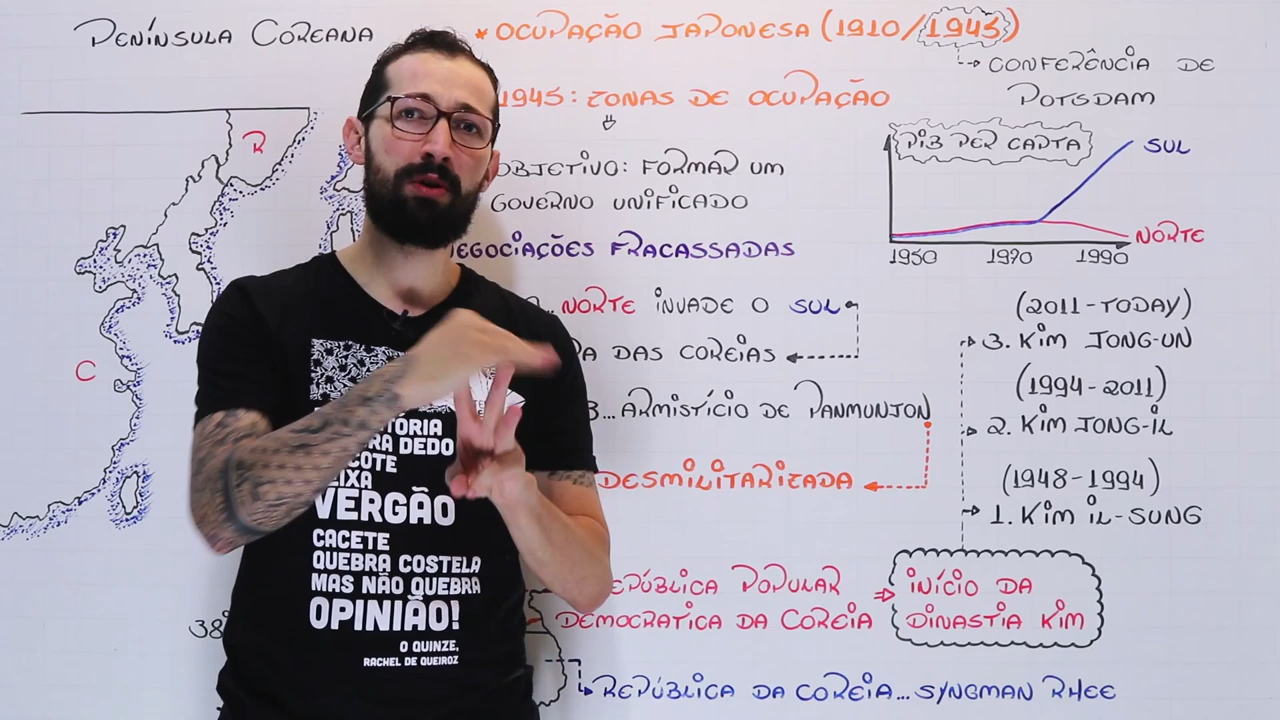 PENÍNSULA COREANA
* OCUPAÇÃO JAPONESA (1910/1945)
CONFERÊNCIA DE
POTSDAM
1945: ZONAS DE OCUPAÇÃO
OBJETIVO: FORMAR UM
GOVERNO UNIFICADO
NEGOCIAÇÕES FRACASSADAS
NORTE INVADE O SUL
DAS COREIAS
... ARMISTÍCIO DE PANMUNJON
DESMILITARIZADA
R
C
38°
PIB PER CAPTA
SUL
NORTE
1950 1970 1990
(2011-TODAY)
3. KIM JONG-UN
(1994-2011)
2. KIM JONG-IL
(1948-1994)
1. KIM IL-SUNG
REPÚBLICA POPULAR
DEMOCRATICA DA COREIA
INÍCIO DA
DINASTIA KIM
REPÚBLICA DA COREIA... SYNGMAN RHEE
DEDO
VERGÃO
CACETE
QUEBRA COSTELA
MAS NÃO QUEBRA
OPINIÃO!
O QUINZE,
RACHEL DE QUEIROZ